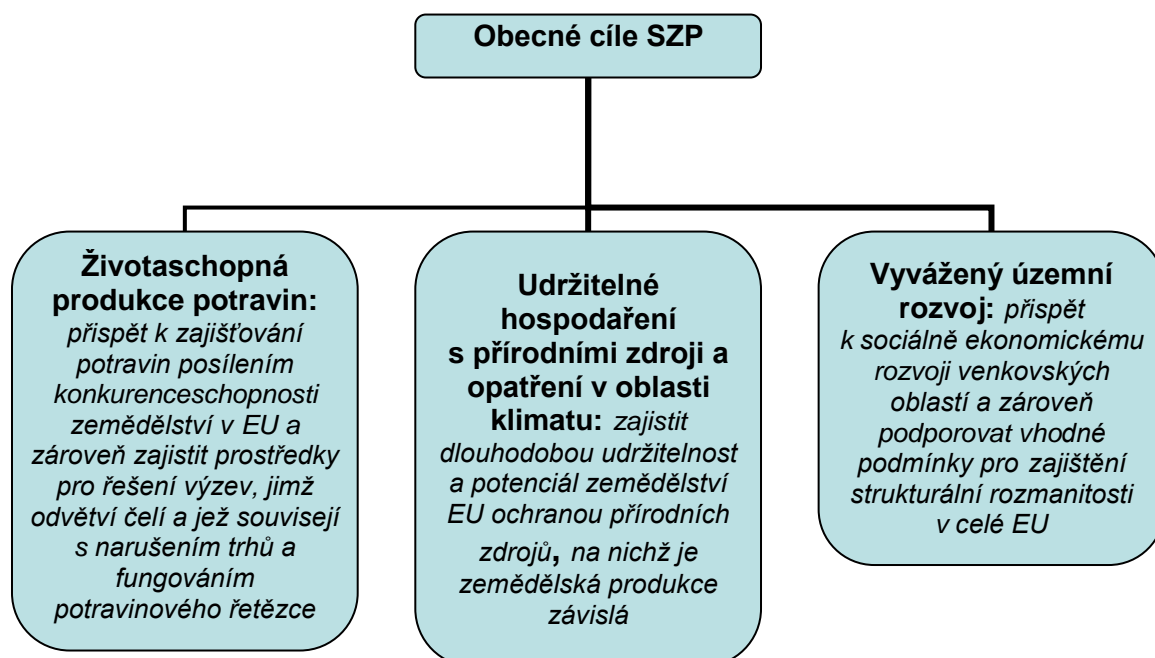 Obecné cíle SZP
Životaschopná
produkce potravin:
přispět k zajišťování
potravin posílením
konkurenceschopnosti
zemědělství v EU a
zároveň zajistit prostředky
pro řešení výzev, jimž
odvětví čelí a jež souvisejí
s narušením trhů a
fungováním
potravinového řetězce
Udržitelné
hospodaření
s přírodními zdroji a
opatření v oblasti
klimatu: zajistit
dlouhodobou udržitelnost
a potenciál zemědělství
EU ochranou přírodních
zdrojů, na nichž je
zemědělská produkce
závislá
Vyvážený územní
rozvoj: přispět
k sociálně ekonomickému
rozvoji venkovských
oblastí a zároveň
podporovat vhodné
podmínky pro zajištění
strukturální rozmanitosti
v celé EU